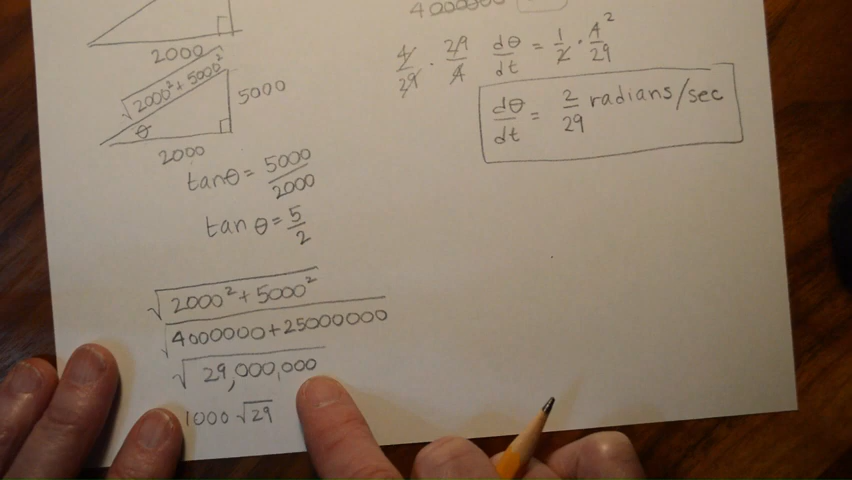 2000
√2000²+5000²
5000
θ
2000
tanθ = 5000/2000
tan θ = 5/2
√2000²+5000²
√4000000+25000000
√29,000,000
1000 √29
4/29 · 29/4 dθ/dt = 1/2 · 4²/29
dθ/dt = 2/29 radians/sec